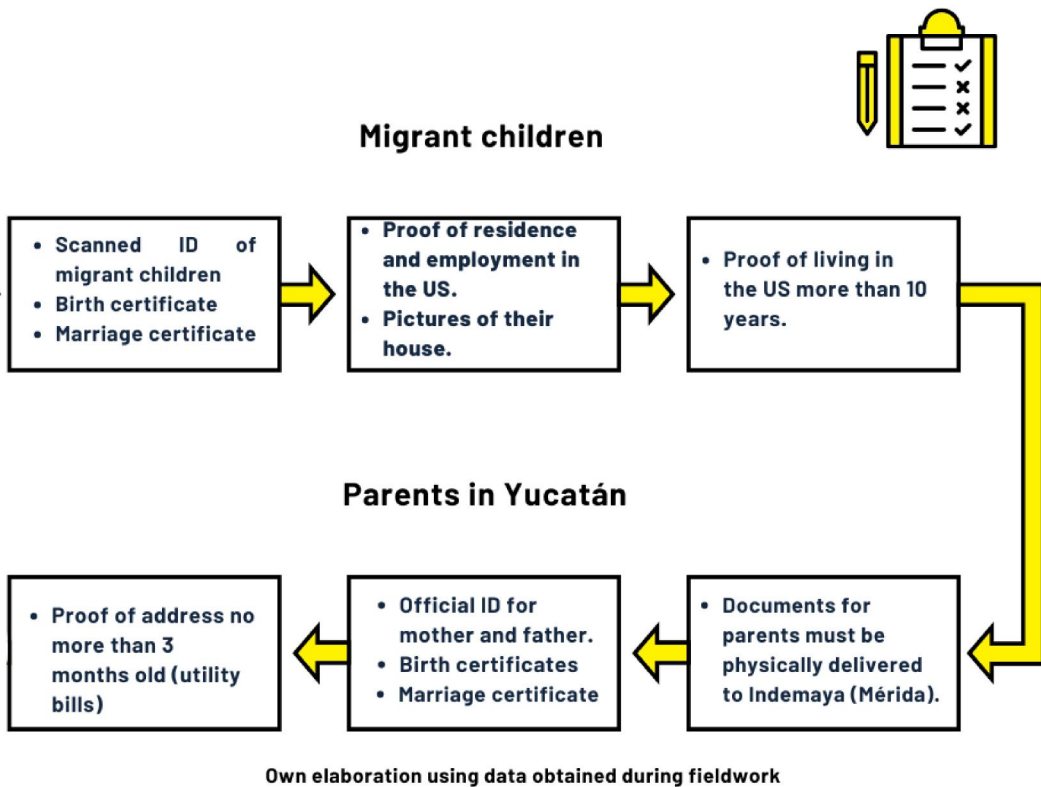 Migrant children
• Scanned ID of
migrant children
• Birth certificate
• Marriage certificate
• Proof of residence
and employment in
the US.
• Pictures of their
house.
• Proof of living in
the US more than 10
years.
Parents in Yucatán
• Proof of address no
more than 3
months old (utility
bills)
• Official ID for
mother and father.
• Birth certificates
• Marriage certificate
• Documents for
parents must be
physically delivered
to Indemaya (Mérida).
Own elaboration using data obtained during fieldwork